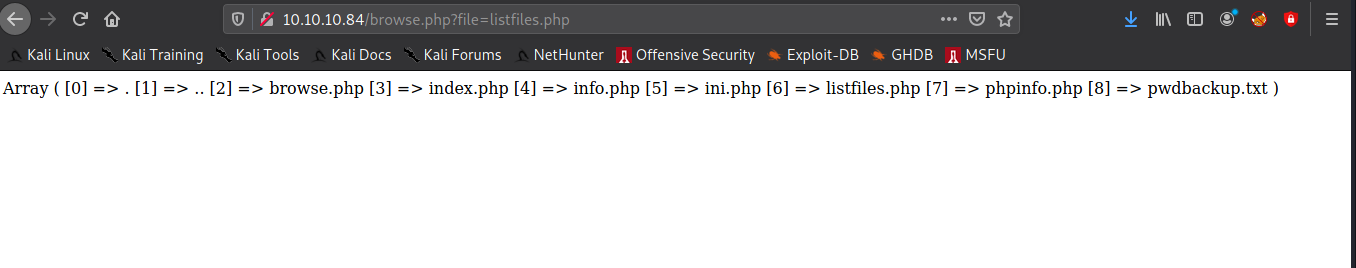 10.10.10.84/browse.php?file=listfiles.php
Kali Linux Kali Training Kali Tools Kali Docs Kali Forums NetHunter Offensive Security Exploit-DB GHDB MSFU
Array ( [0] => . [1] => .. [2] => browse.php [3] => index.php [4] => info.php [5] => ini.php [6] => listfiles.php [7] => phpinfo.php [8] => pwdbackup.txt )